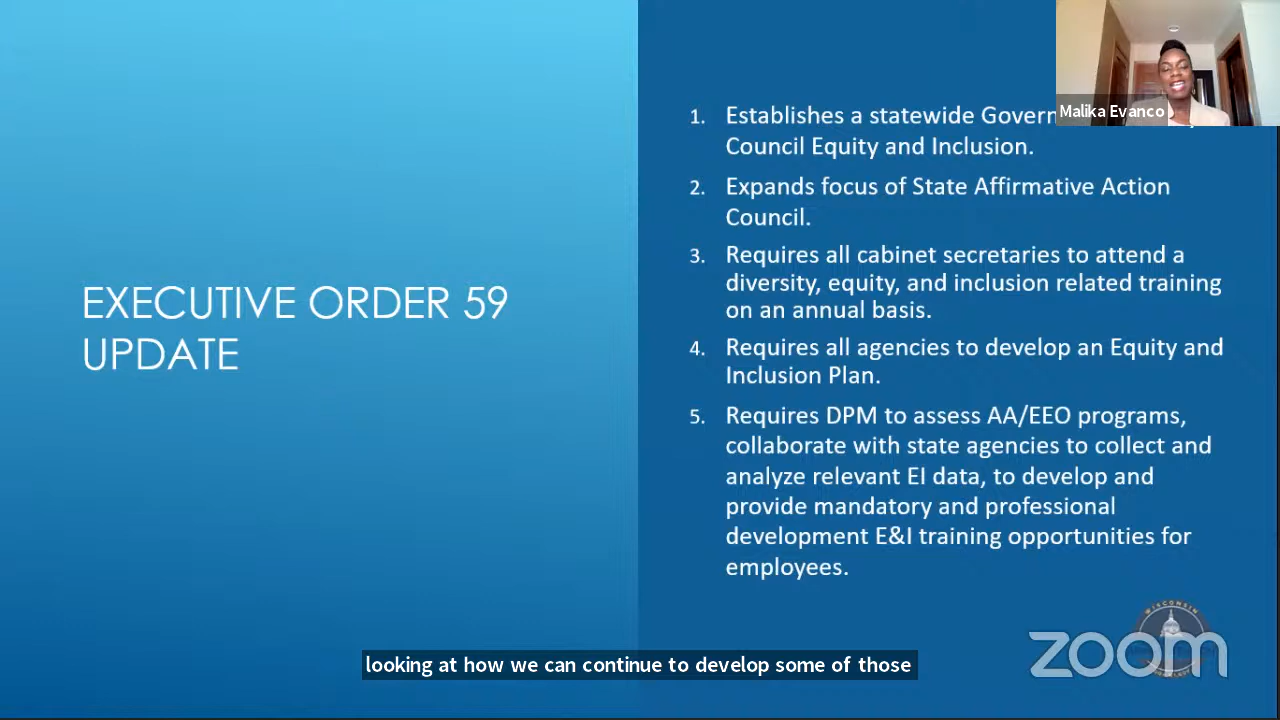 EXECUTIVE ORDER 59
UPDATE
1. Establishes a statewide Govern
Council Equity and Inclusion.
2. Expands focus of State Affirmative Action
Council.
3. Requires all cabinet secretaries to attend a
diversity, equity, and inclusion related training
on an annual basis.
4. Requires all agencies to develop an Equity and
Inclusion Plan.
5. Requires DPM to assess AA/EEO programs,
collaborate with state agencies to collect and
analyze relevant EI data, to develop and
provide mandatory and professional
development E&I training opportunities for
employees.
Malika Evanco
WISCONSIN
zoom
looking at how we can continue to develop some of those